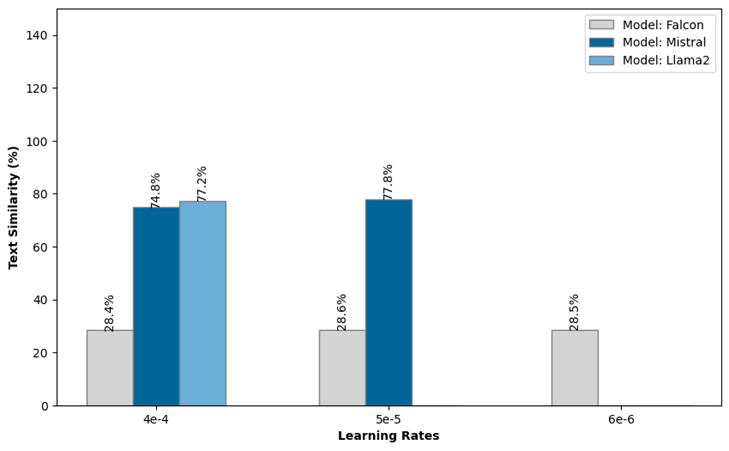 140
120
100
80
60
40
20
0
Text Similarity (%)
Model: Falcon
Model: Mistral
Model: Llama2
28.4%
74.8%
77.2%
28.6%
77.8%
28.5%
4e-4
5e-5
6e-6
Learning Rates